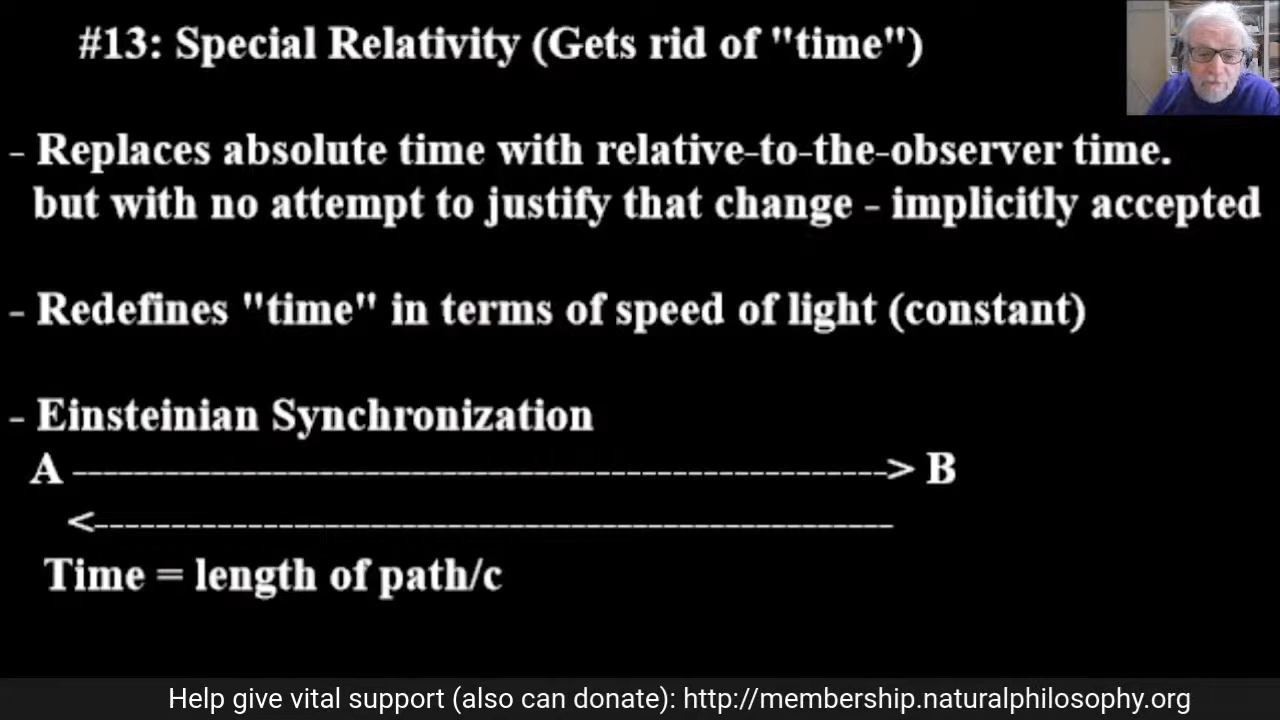 #13: Special Relativity (Gets rid of "time")
- Replaces absolute time with relative-to-the-observer time.
but with no attempt to justify that change - implicitly accepted
- Redefines "time" in terms of speed of light (constant)
- Einsteinian Synchronization
A ------------------------------------------------------> B
<-----------------------------------------------------
Time = length of path/c
Help give vital support (also can donate): http://membership.naturalphilosophy.org